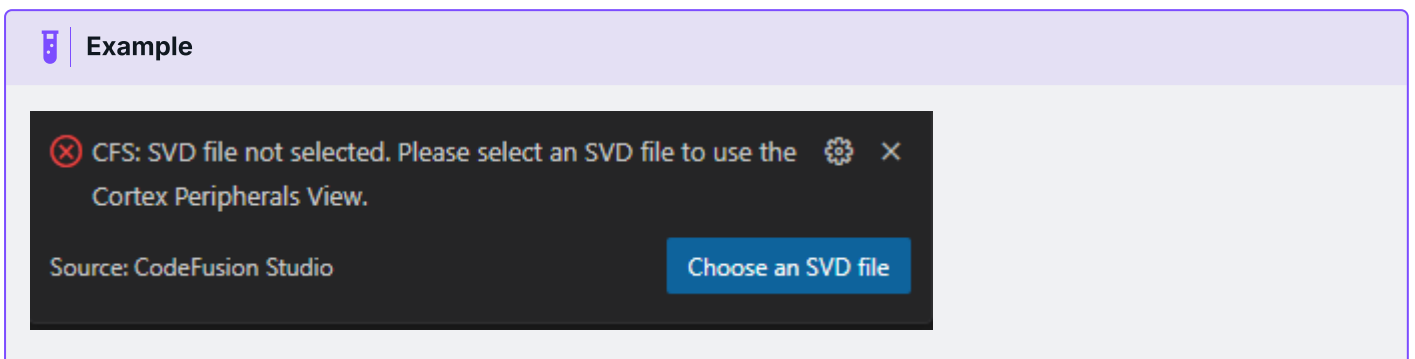 Example
CFS: SVD file not selected. Please select an SVD file to use the
Cortex Peripherals View.
Source: CodeFusion Studio
Choose an SVD file